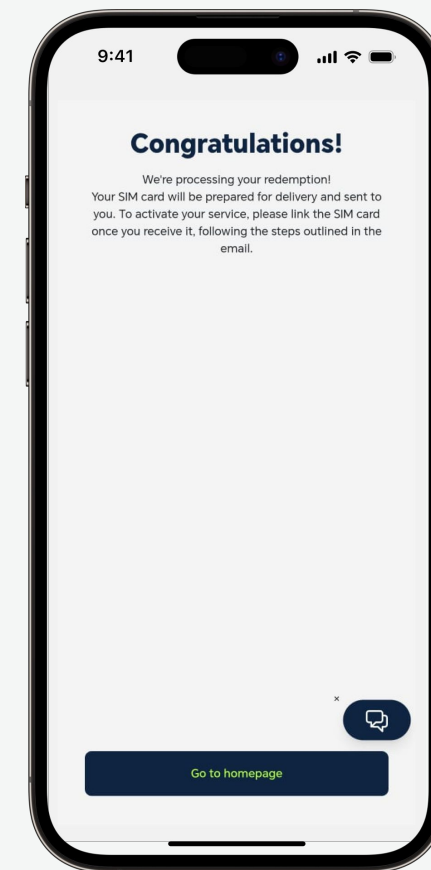 9:41
Congratulations!
We're processing your redemption!
Your SIM card will be prepared for delivery and sent to
you. To activate your service, please link the SIM card
once you receive it, following the steps outlined in the
email.
×
Go to homepage